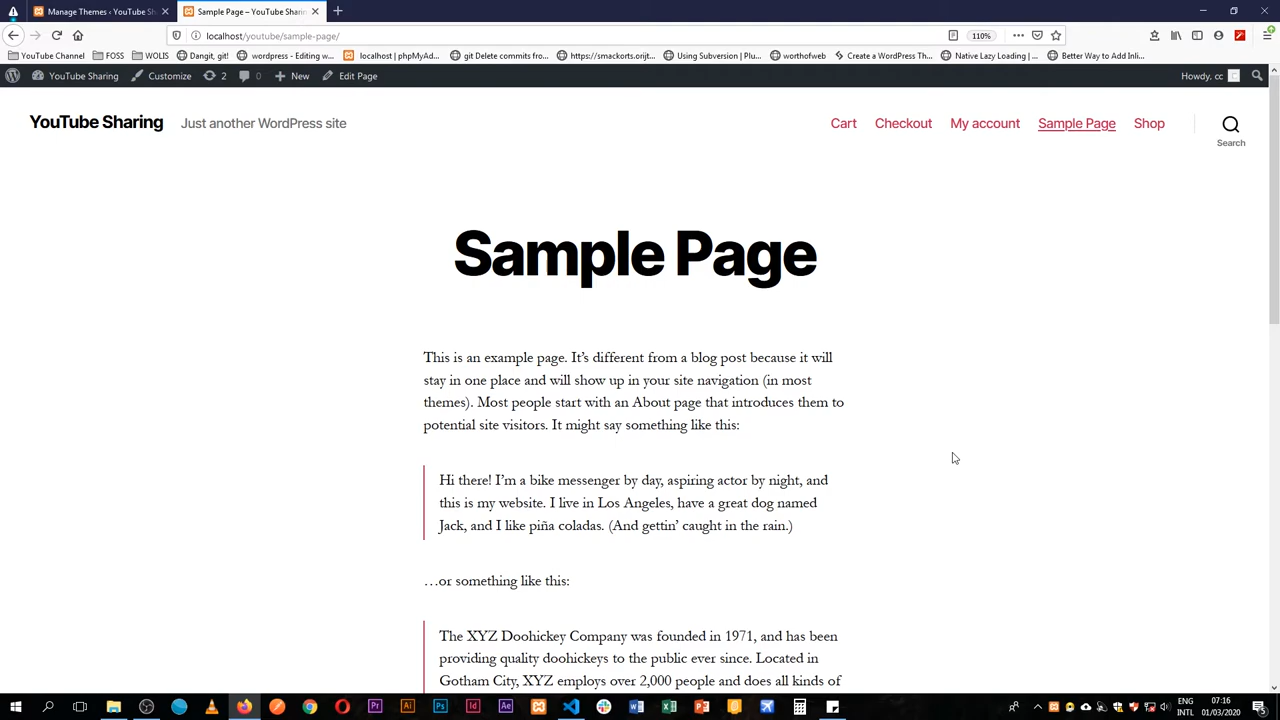 Manage Themes ‹ YouTube Sh
Sample Page – YouTube Sharin
localhost/youtube/sample-page/
110%
YouTube Channel
FOSS
WOLIS
Dangit, git!
wordpress - Editing w...
localhost | phpMyAd...
git Delete commits fro...
https://smackorts.orijt...
Using Subversion | Plu...
worthofweb
Create a WordPress Th...
Native Lazy Loading | ...
Better Way to Add Inli...
YouTube Sharing
Customize
2
0
New
Edit Page
Howdy, cc
YouTube Sharing
Just another WordPress site
Cart
Checkout
My account
Sample Page
Shop
Search
Sample Page
This is an example page. It’s different from a blog post because it will
stay in one place and will show up in your site navigation (in most
themes). Most people start with an About page that introduces them to
potential site visitors. It might say something like this:
Hi there! I’m a bike messenger by day, aspiring actor by night, and
this is my website. I live in Los Angeles, have a great dog named
Jack, and I like piña coladas. (And gettin’ caught in the rain.)
…or something like this:
The XYZ Doohickey Company was founded in 1971, and has been
providing quality doohickeys to the public ever since. Located in
Gotham City, XYZ employs over 2,000 people and does all kinds of
Pr
Ai
Ps
Id
Ae
ENG
INTL
07:16
01/03/2020